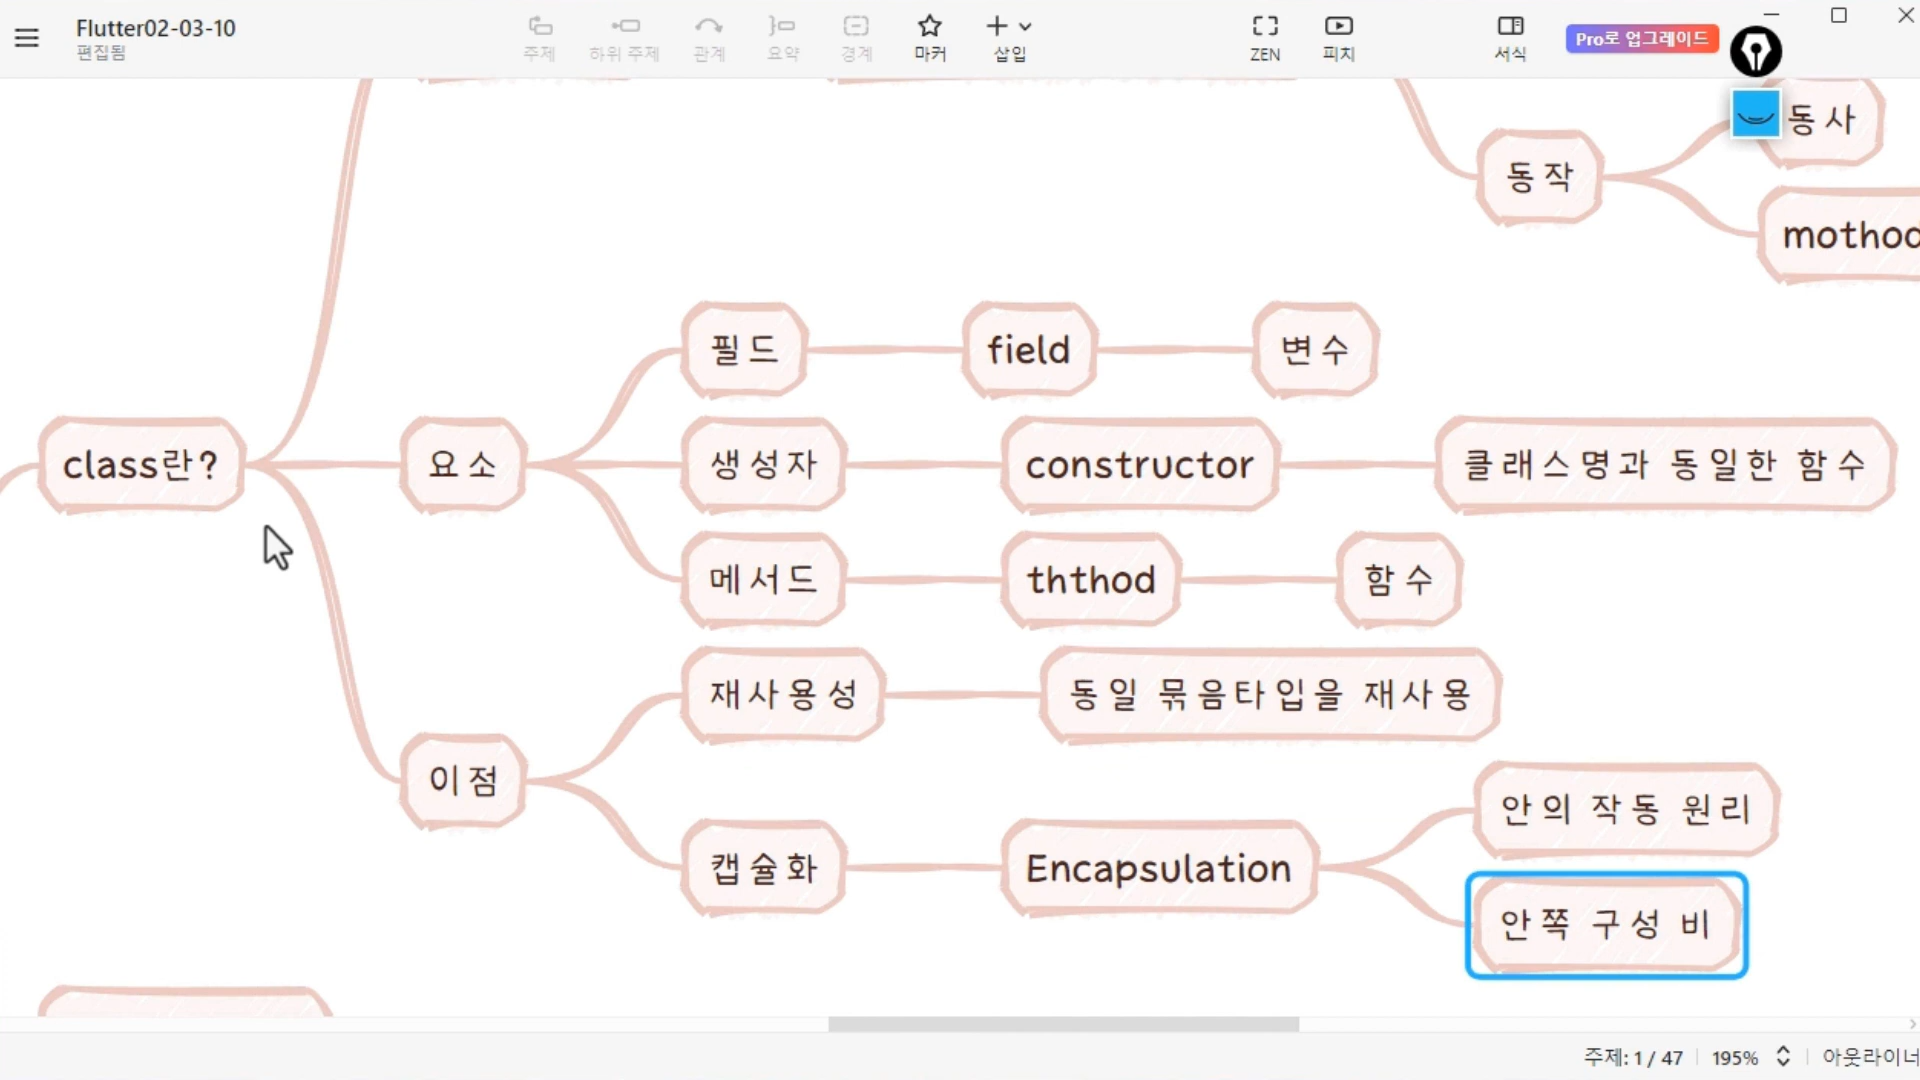 Flutter02-03-10
편집됨
주제
하위 주제
관계
요약
경계
마커
삽입
ZEN
피치
서식
Pro로 업그레이드
동사
동작
mothod
필드
field
변수
class란?
요소
생성자
constructor
클래스명과 동일한 함수
메서드
ththod
함수
재사용성
동일 묶음타입을 재사용
이점
안의 작동 원리
캡슐화
Encapsulation
안쪽 구성 비
주제: 1 / 47
195%
아웃라이너